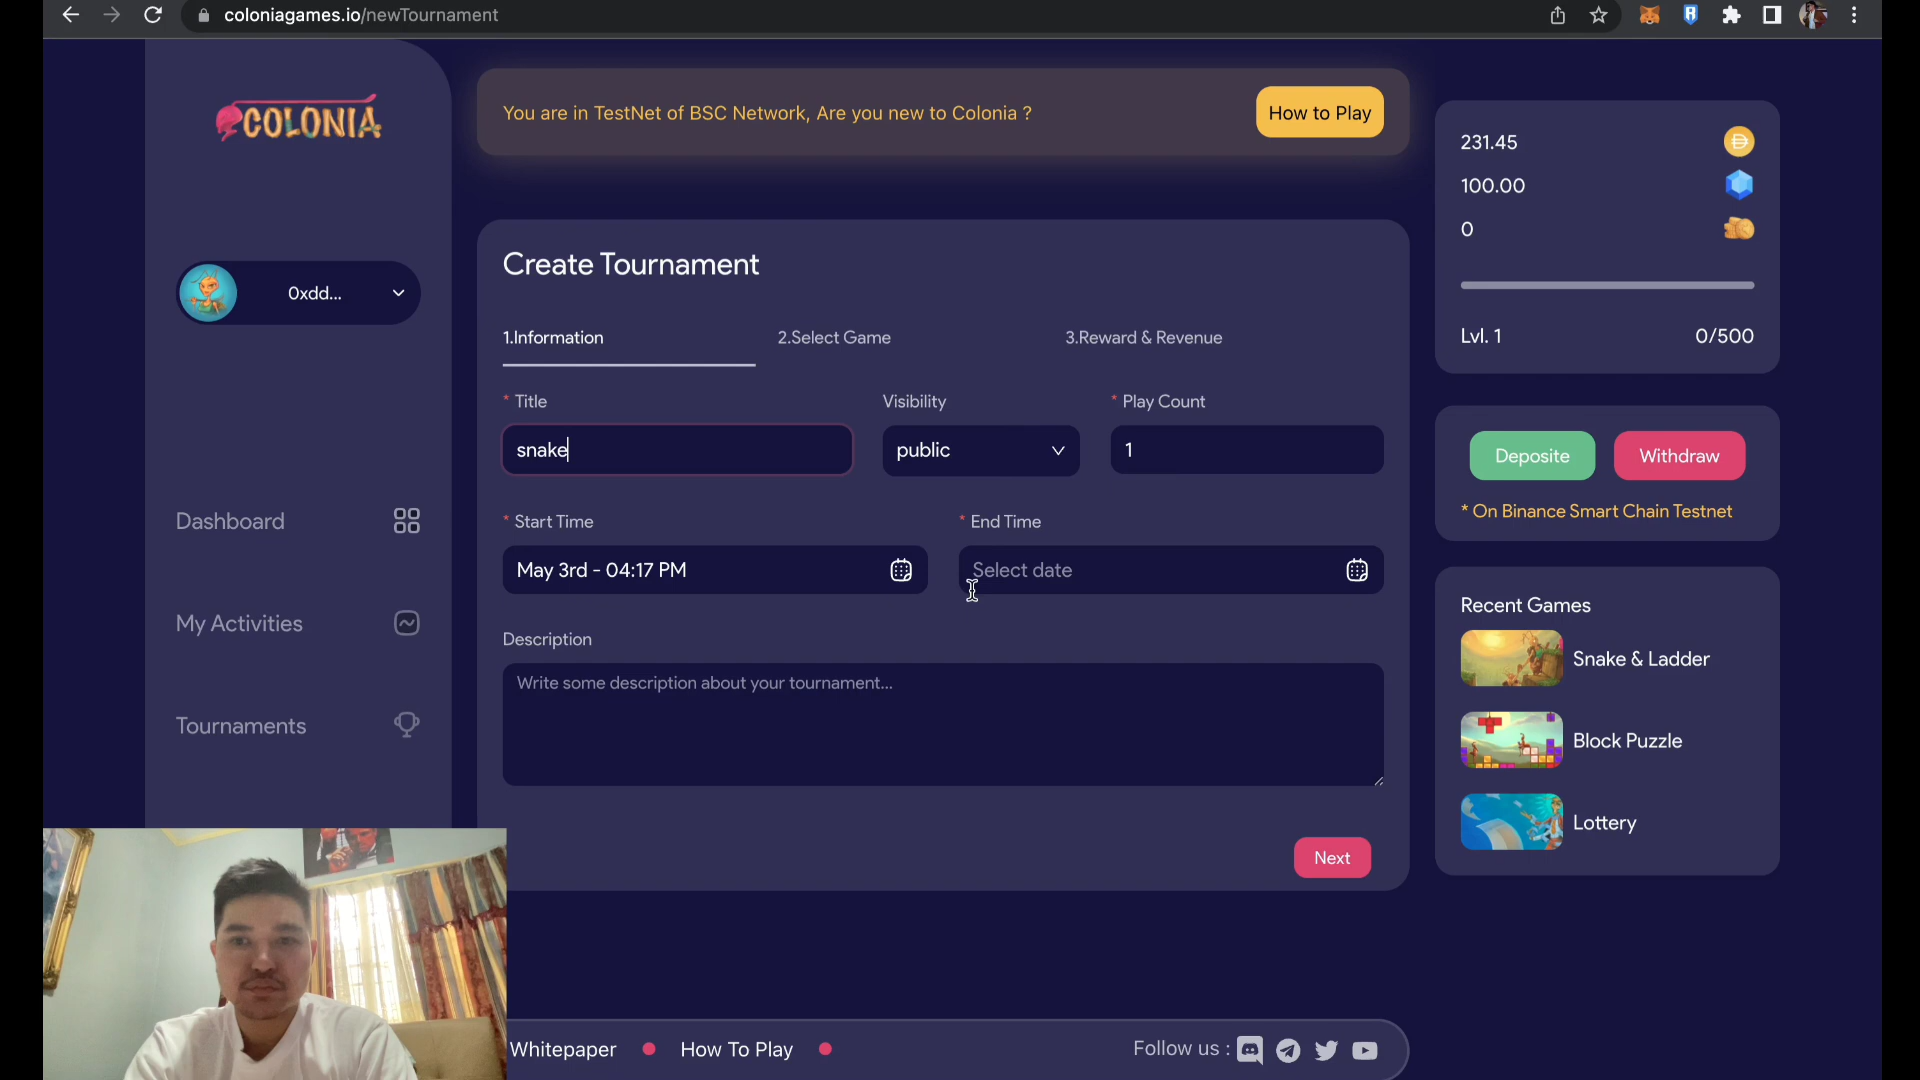 coloniagames.io/newTournament
COLONIA
You are in TestNet of BSC Network, Are you new to Colonia ?
How to Play
231.45
100.00
0
Lvl. 1
0/500
0xdd...
Create Tournament
1.Information
2.Select Game
3.Reward & Revenue
* Title
Visibility
* Play Count
snake
public
1
* Start Time
* End Time
May 3rd - 04:17 PM
Select date
Description
Write some description about your tournament...
Next
Dashboard
My Activities
Tournaments
Deposite
Withdraw
* On Binance Smart Chain Testnet
Recent Games
Snake & Ladder
Block Puzzle
Lottery
Whitepaper
How To Play
Follow us :